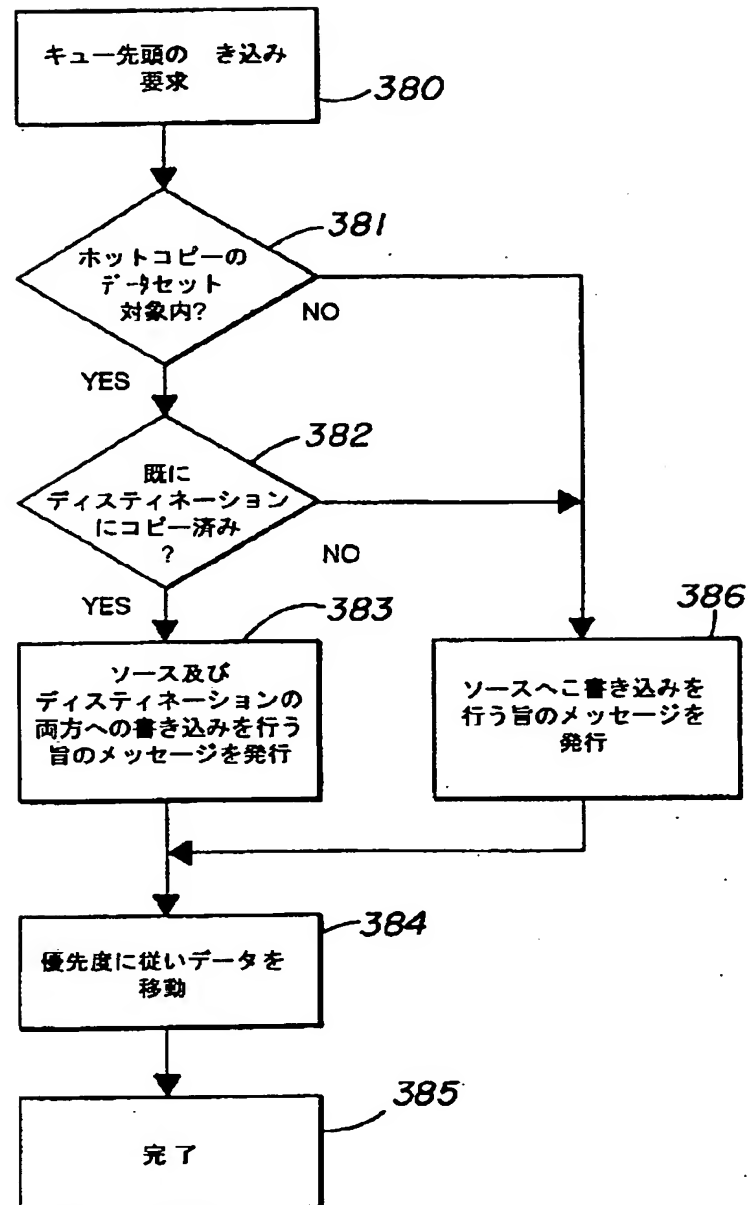 キュー先頭の き込み
要求
380
381
ホットコピーの
データセット
対象内?
NO
YES
382
既に
ディスティネーション
にコピー済み
?
NO
YES
383
ソース及び
ディスティネーションの
両方への書き込みを行う
旨のメッセージを発行
386
ソースへこ書き込みを
行う旨のメッセージを
発行
384
優先度に従いデータを
移動
385
完了